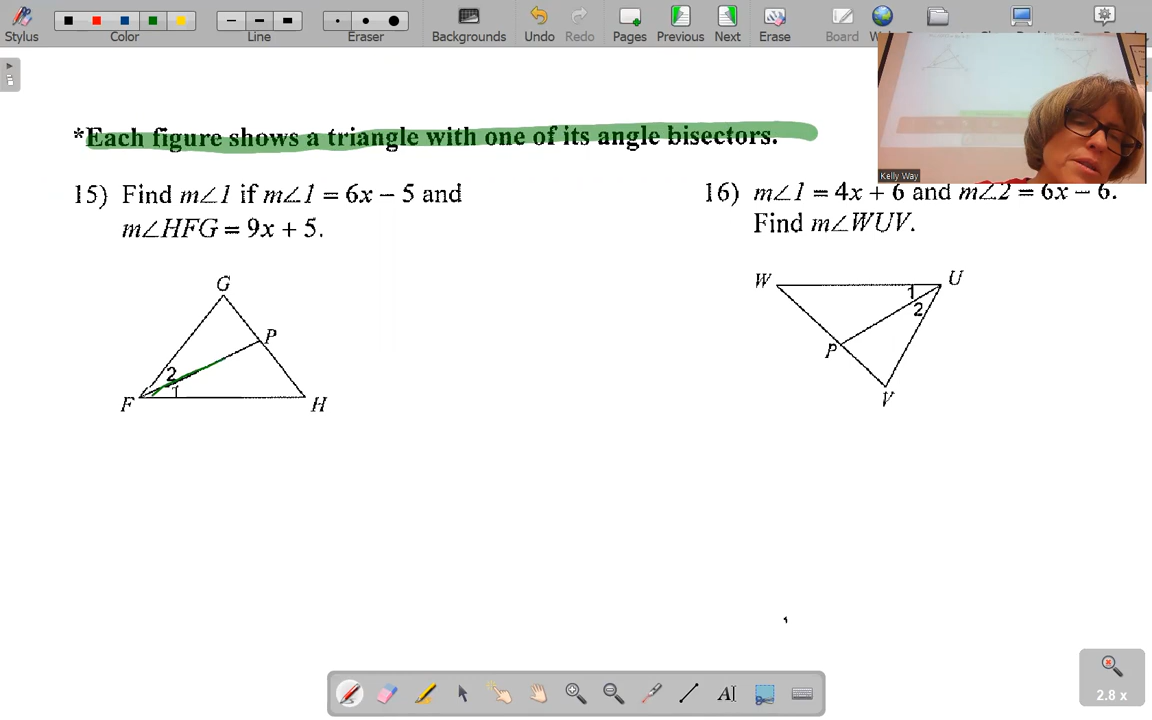 Stylus Color Line Eraser Backgrounds Undo Redo Pages Previous Next Erase Board
Kelly Way
*Each figure shows a triangle with one of its angle bisectors.
15) Find m∠1 if m∠1 = 6x − 5 and
m∠HFG = 9x + 5.
16) m∠1 = 4x + 6 and m∠2 = 6x − 6.
Find m∠WUV.
G
P
2
1
F
H
W
U
1
2
P
V
2.8 x